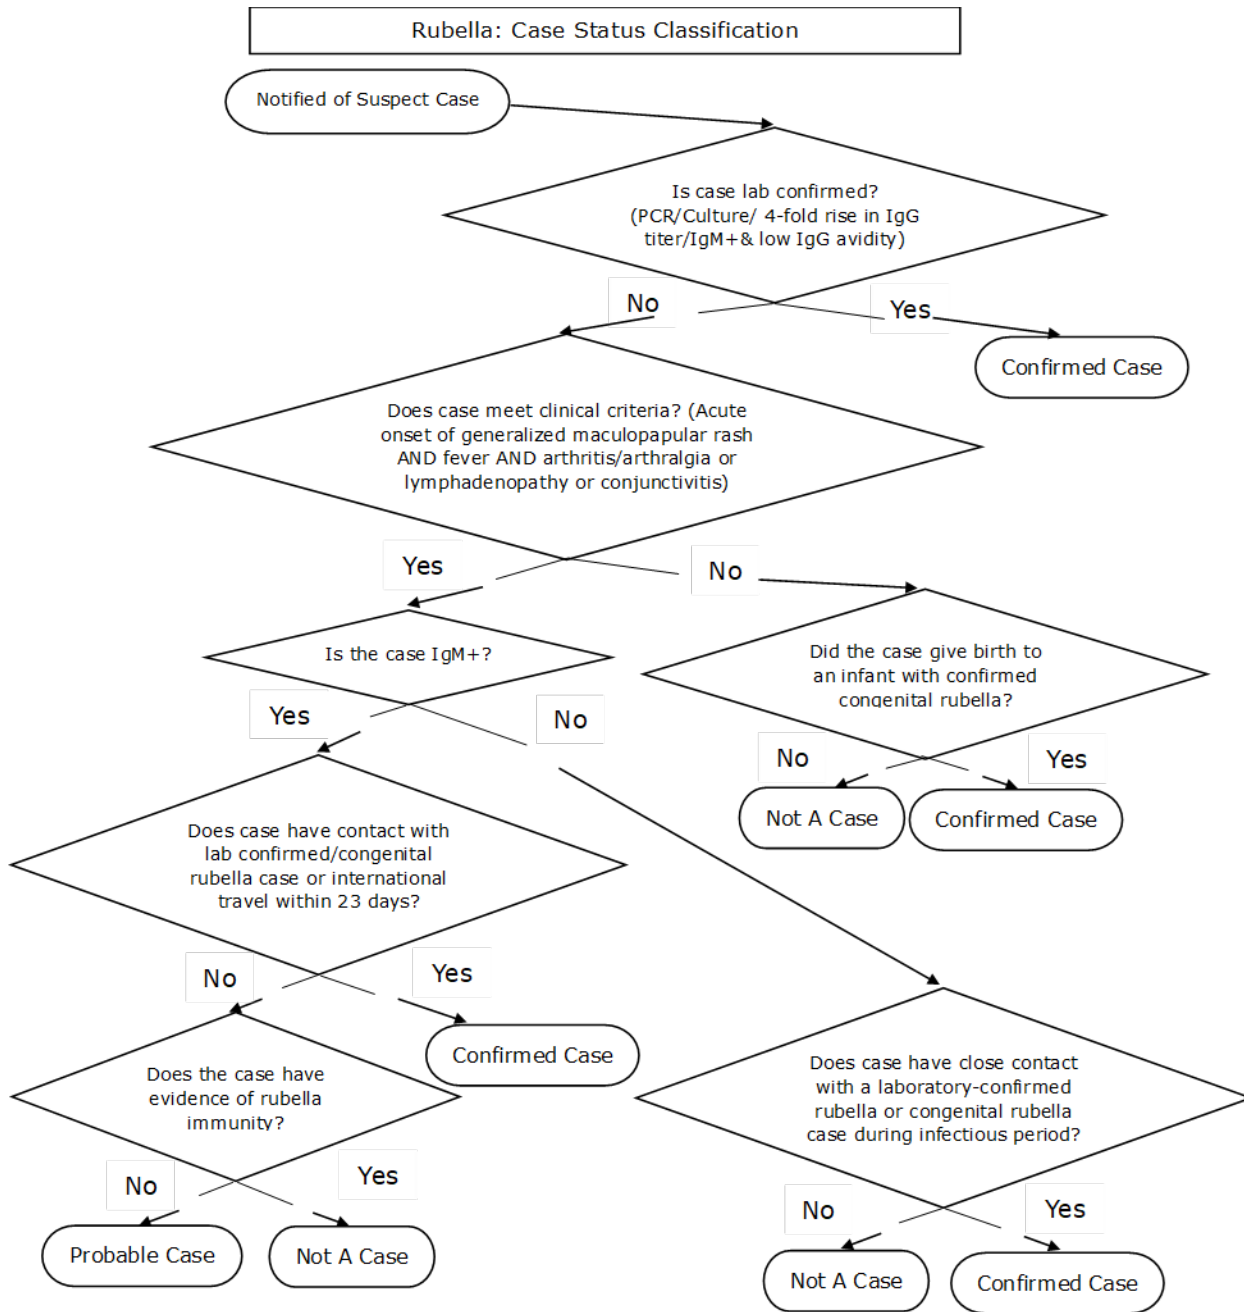 Rubella: Case Status Classification
Notified of Suspect Case
Is case lab confirmed?
(PCR/Culture/ 4-fold rise in IgG
titer/IgM+& low IgG avidity)
No
Yes
Confirmed Case
Does case meet clinical criteria? (Acute
onset of generalized maculopapular rash
AND fever AND arthritis/arthralgia or
lymphadenopathy or conjunctivitis)
Yes
No
Is the case IgM+?
Did the case give birth to
an infant with confirmed
congenital rubella?
Yes
No
No
Yes
Not A Case
Confirmed Case
Does case have contact with
lab confirmed/congenital
rubella case or international
travel within 23 days?
No
Yes
Confirmed Case
Does the case have
evidence of rubella
immunity?
Does case have close contact
with a laboratory-confirmed
rubella or congenital rubella
case during infectious period?
No
Yes
No
Yes
Probable Case
Not A Case
Not A Case
Confirmed Case